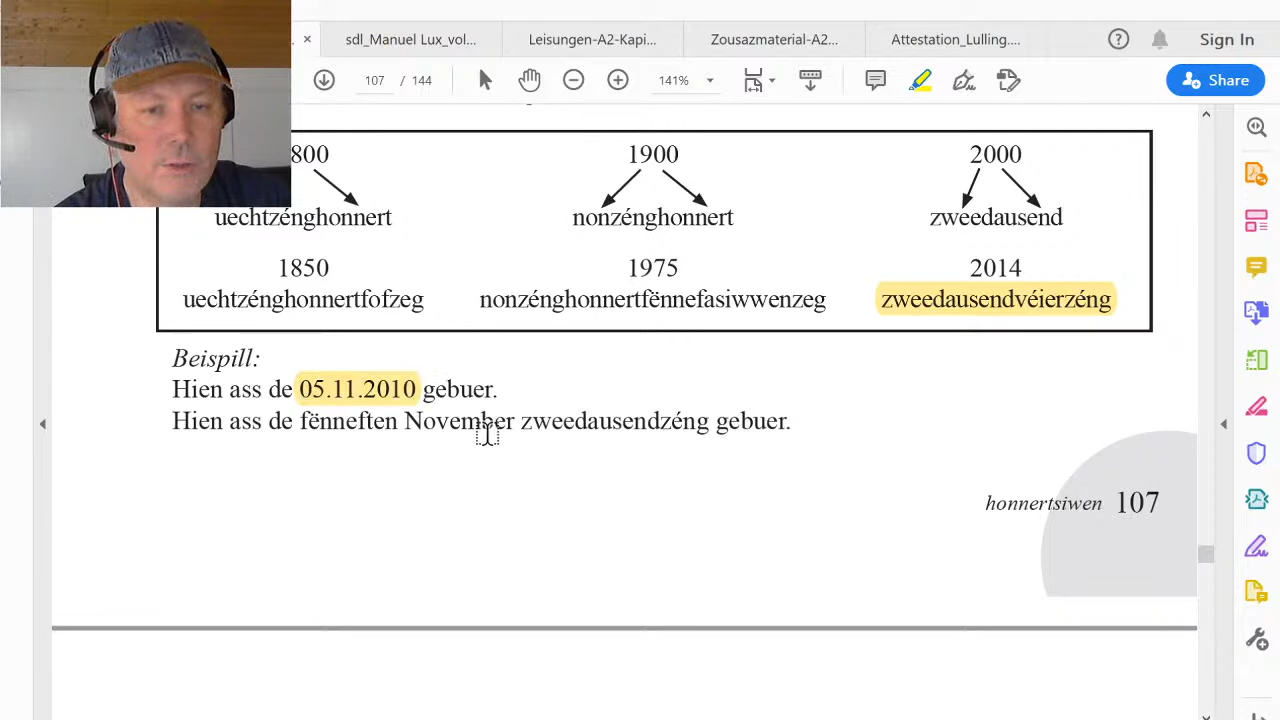 sdl_Manuel Lux_vol...
Leisungen-A2-Kapi...
Zousazmaterial-A2...
Attestation_Lulling....
Sign In
107 / 144
141%
Share
800 1900 2000
uechtzénghonnert nonzénghonnert zweedausend
1850 1975 2014
uechtzénghonnertfofzeg nonzénghonnertfënnefasiwwenzeg zweedausendvéierzéng
Beispill:
Hien ass de 05.11.2010 gebuer.
Hien ass de fënneften November zweedausendzéng gebuer.
honnertsiwen 107